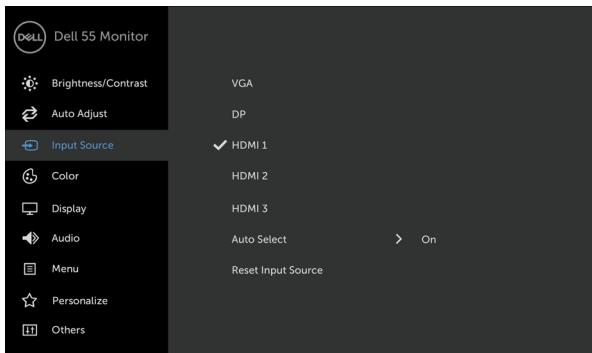 DELL Dell 55 Monitor
Brightness/Contrast
Auto Adjust
Input Source
Color
Display
Audio
Menu
Personalize
Others
VGA
DP
HDMI 1
HDMI 2
HDMI 3
Auto Select On
Reset Input Source